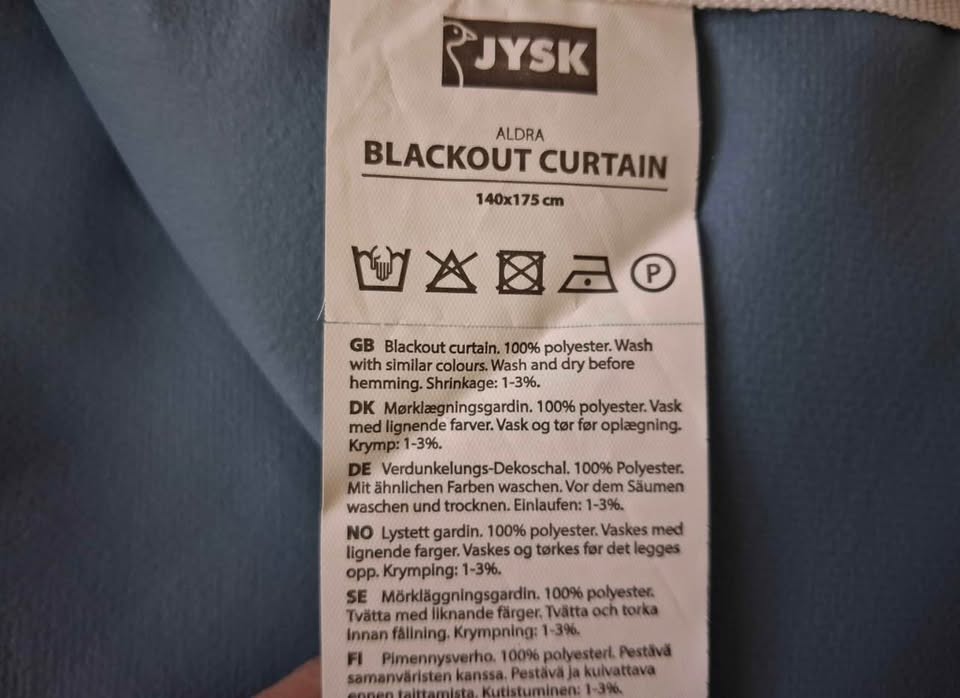 JYSK
ALDRA
BLACKOUT CURTAIN
140x175 cm
P
GB Blackout curtain. 100% polyester. Wash
with similar colours. Wash and dry before
hemming. Shrinkage: 1-3%.
DK Mørklægningsgardin. 100% polyester. Vask
med lignende farver. Vask og tør før oplægning.
Krymp: 1-3%.
DE Verdunkelungs-Dekoschal. 100% Polyester.
Mit ähnlichen Farben waschen. Vor dem Säumen
waschen und trocknen. Einlaufen: 1-3%.
NO Lystett gardin. 100% polyester. Vaskes med
lignende farger. Vaskes og tørkes før det legges
opp. Krymping: 1-3%.
SE Mörkläggningsgardin. 100% polyester.
Tvätta med liknande färger. Tvätta och torka
innan fållning. Krympning: 1-3%.
FI Pimennysverho. 100% polyesteri. Pestävä
samanväristen kanssa. Pestävä ja kuivattava
ennen taittamista. Kutistuminen: 1-3%.